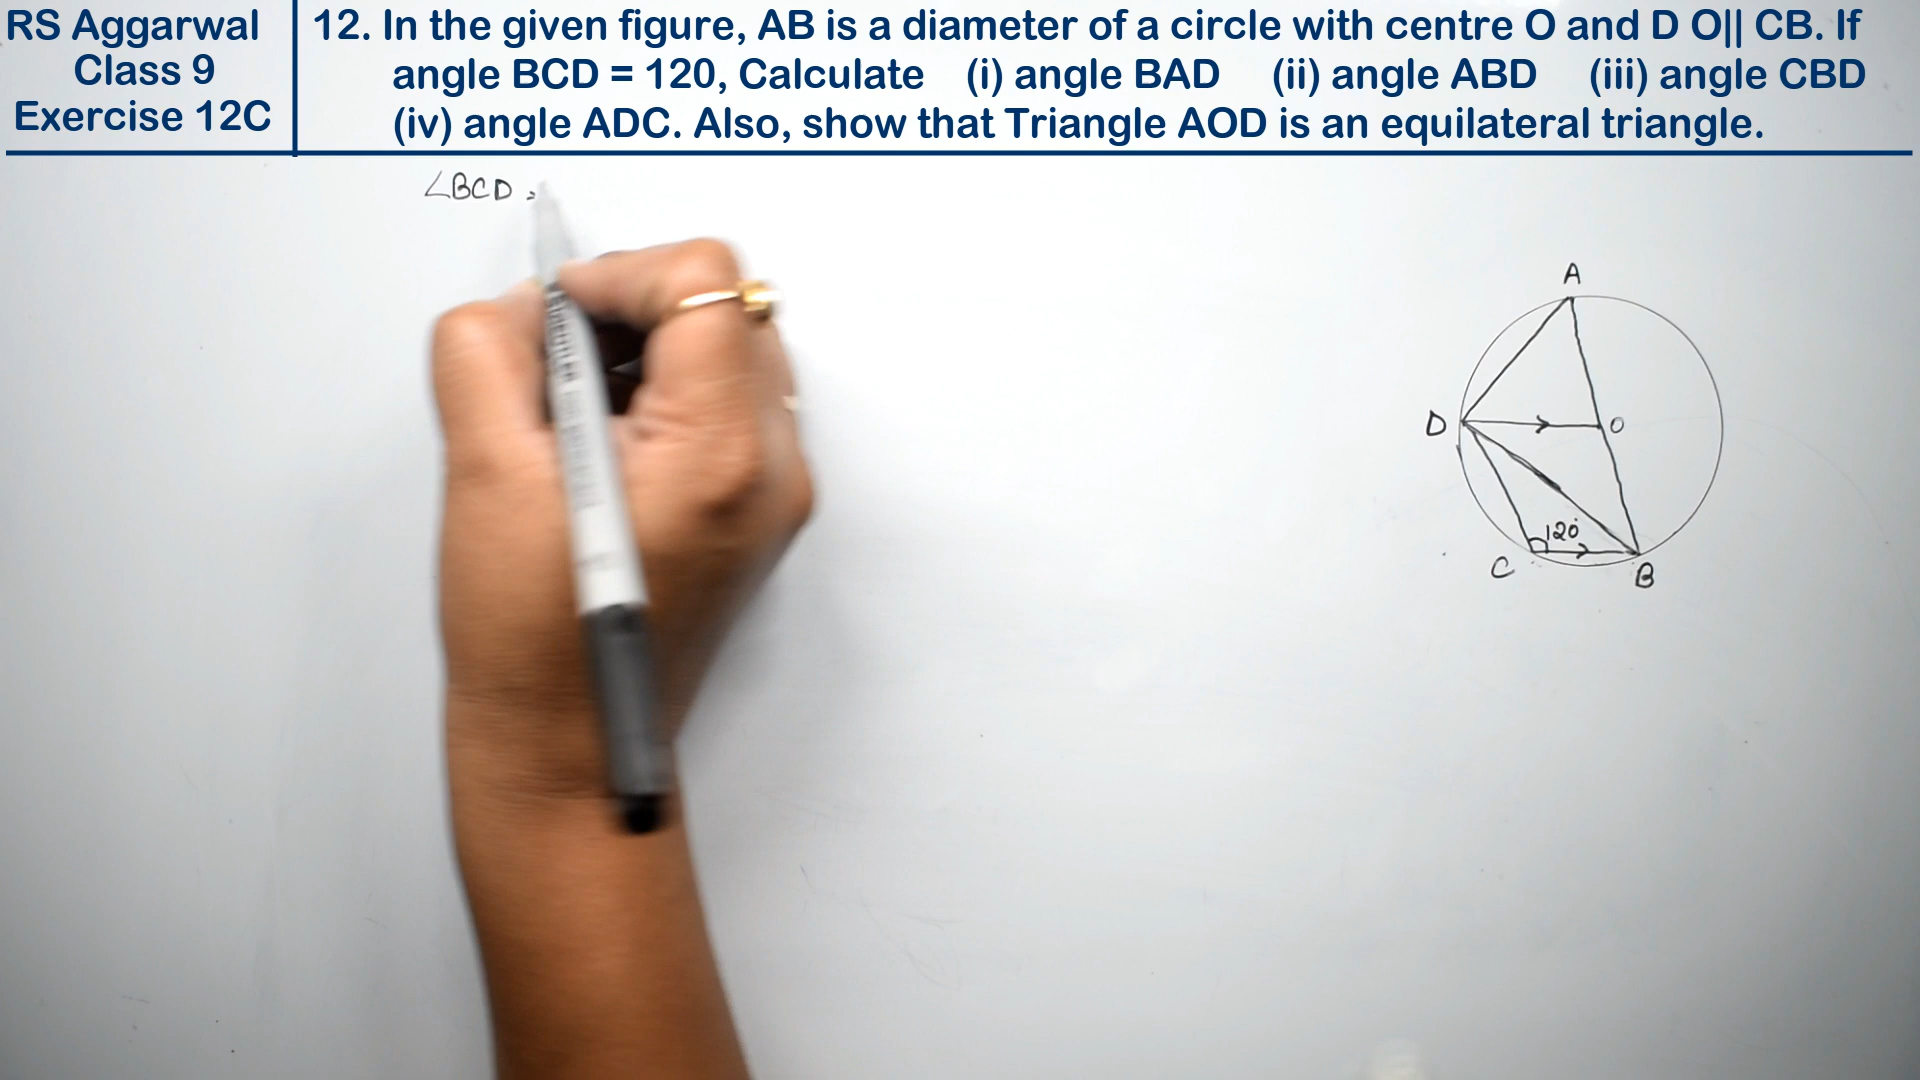 RS Aggarwal
Class 9
Exercise 12C
12. In the given figure, AB is a diameter of a circle with centre O and D O|| CB. If
angle BCD = 120, Calculate (i) angle BAD (ii) angle ABD (iii) angle CBD
(iv) angle ADC. Also, show that Triangle AOD is an equilateral triangle.
∠BCD =
A
D
O
120°
C
B